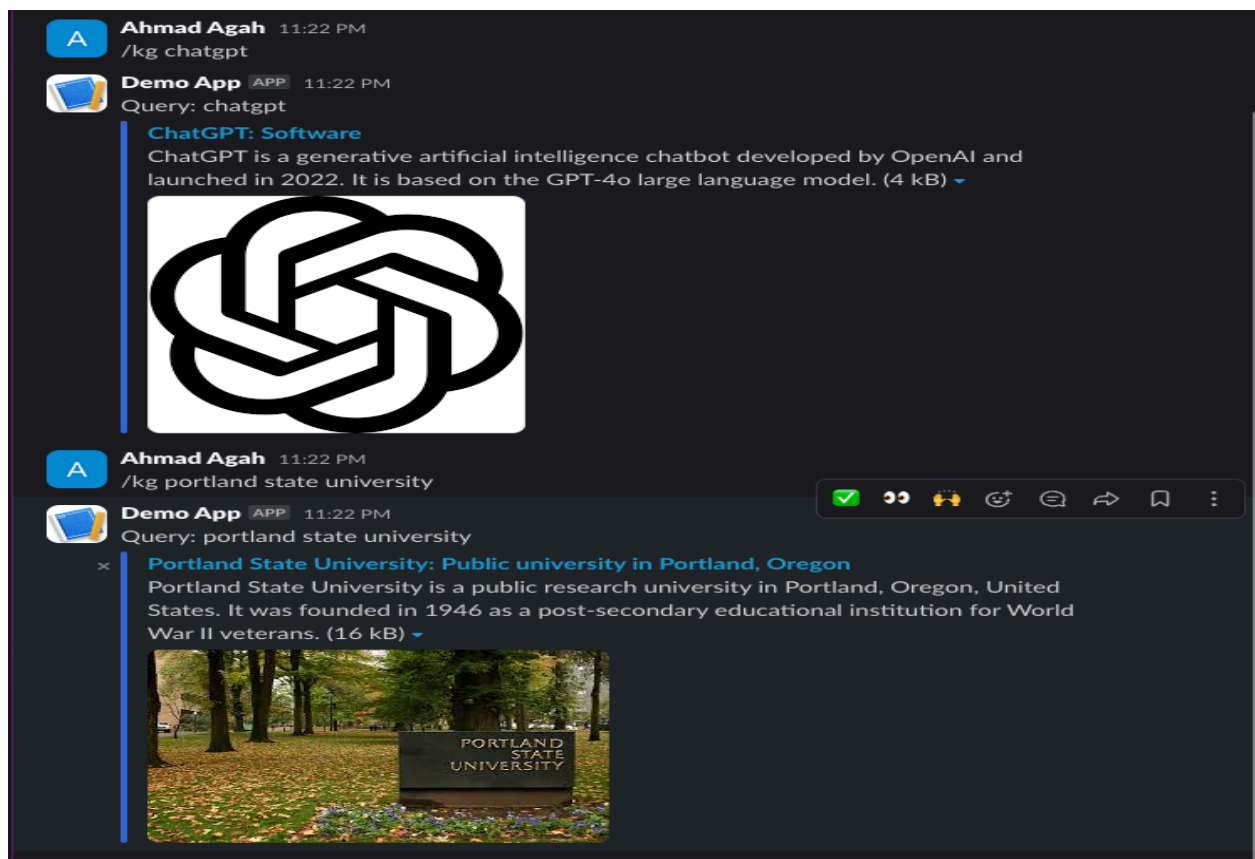 Ahmad Agah 11:22 PM
A
/kg chatgpt
Demo App APP 11:22 PM
Query: chatgpt
ChatGPT: Software
ChatGPT is a generative artificial intelligence chatbot developed by OpenAI and
launched in 2022. It is based on the GPT-4o large language model. (4 kB)
Ahmad Agah 11:22 PM
A
/kg portland state university
Demo App APP 11:22 PM
Query: portland state university
Portland State University: Public university in Portland, Oregon
Portland State University is a public research university in Portland, Oregon, United
States. It was founded in 1946 as a post-secondary educational institution for World
War II veterans. (16 kB)
PORTLAND
STATE
UNIVERSITY